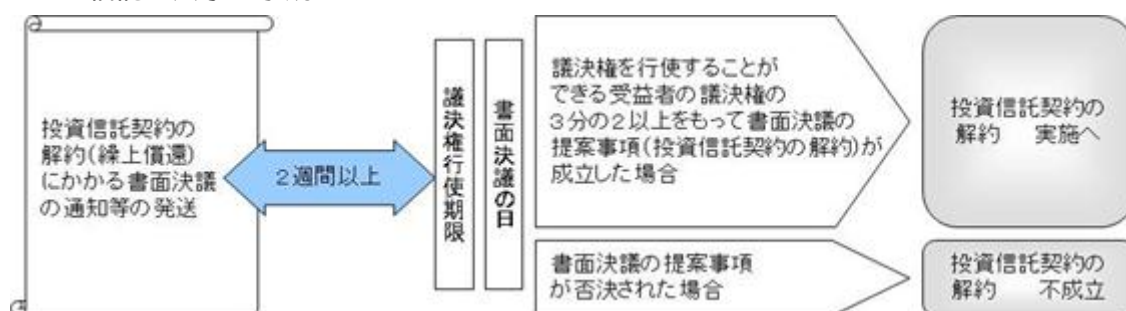 投資信託契約の
解約(繰上償還)
にかかる書面決議
の通知等の発送
2週間以上
議決権行使期限
書面決議の日
議決権を行使することが
できる受益者の議決権の
3分の2以上をもって書面決議の
提案事項(投資信託契約の解約)が
成立した場合
投資信託契約の
解約 実施へ
書面決議の提案事項
が否決された場合
投資信託契約の
解約 不成立